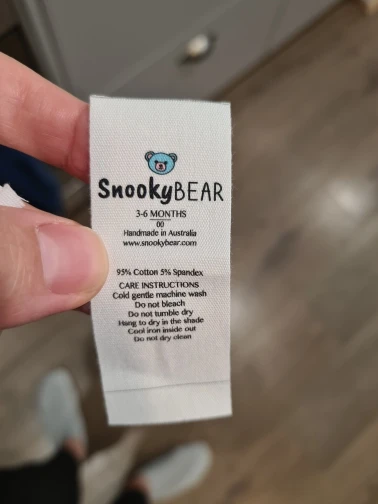 SnookyBEAR
3-6 MONTHS
00
Handmade in Australia
www.snookybear.com
95% Cotton 5% Spandex
CARE INSTRUCTIONS
Cold gentle machine wash
Do not bleach
Do not tumble dry
Hang to dry in the shade
Cool iron inside out
Do not dry clean